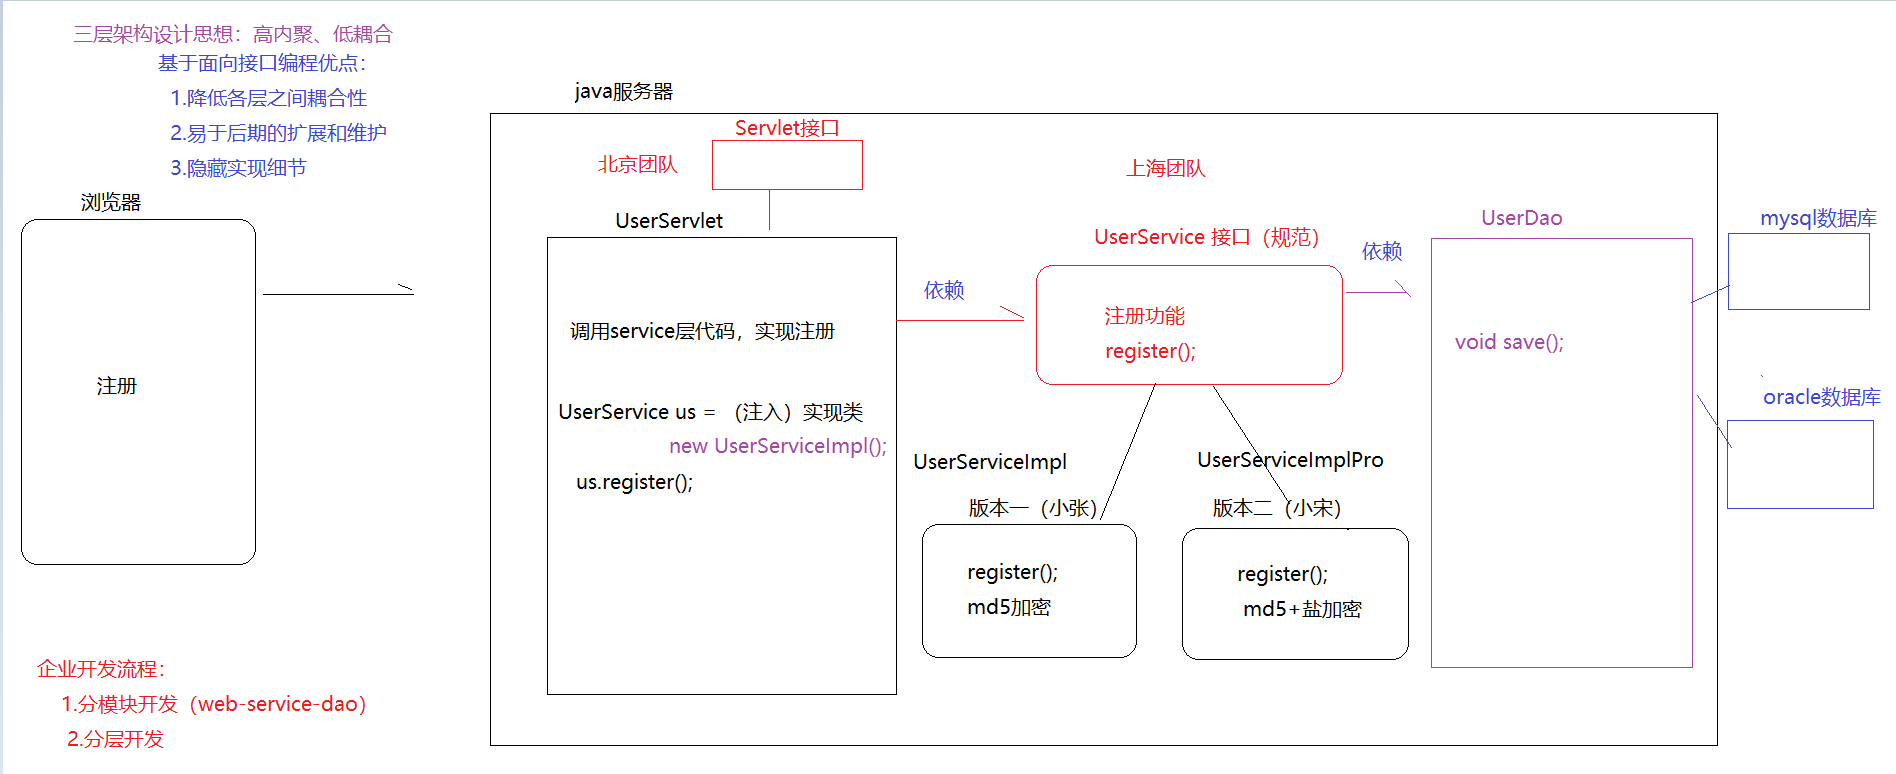 三层架构设计思想：高内聚、低耦合
基于面向接口编程优点：
1.降低各层之间耦合性
2.易于后期的扩展和维护
3.隐藏实现细节
浏览器
注册
企业开发流程：
1.分模块开发（web-service-dao）
2.分层开发
java服务器
Servlet接口
北京团队
UserServlet
调用service层代码，实现注册
UserService us = （注入）实现类
new UserServiceImpl();
us.register();
依赖
上海团队
UserService 接口（规范）
注册功能
register();
UserServiceImpl
版本一（小张）
register();
md5加密
UserServiceImplPro
版本二（小宋）
register();
md5+盐加密
依赖
UserDao
void save();
mysql数据库
oracle数据库